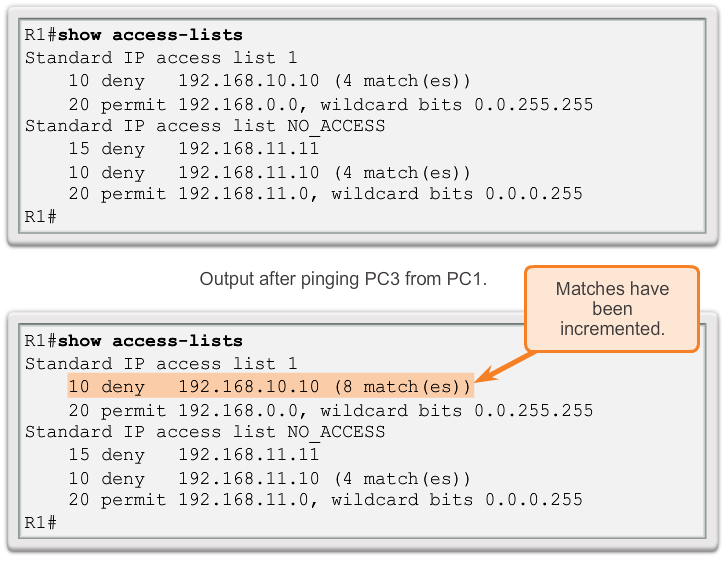 R1#show access-lists
Standard IP access list 1
    10 deny   192.168.10.10 (4 match(es))
    20 permit 192.168.0.0, wildcard bits 0.0.255.255
Standard IP access list NO_ACCESS
    15 deny   192.168.11.11
    10 deny   192.168.11.10 (4 match(es))
    20 permit 192.168.11.0, wildcard bits 0.0.0.255
R1#
Output after pinging PC3 from PC1.
Matches have
been
incremented.
R1#show access-lists
Standard IP access list 1
    10 deny   192.168.10.10 (8 match(es))
    20 permit 192.168.0.0, wildcard bits 0.0.255.255
Standard IP access list NO_ACCESS
    15 deny   192.168.11.11
    10 deny   192.168.11.10 (4 match(es))
    20 permit 192.168.11.0, wildcard bits 0.0.0.255
R1#